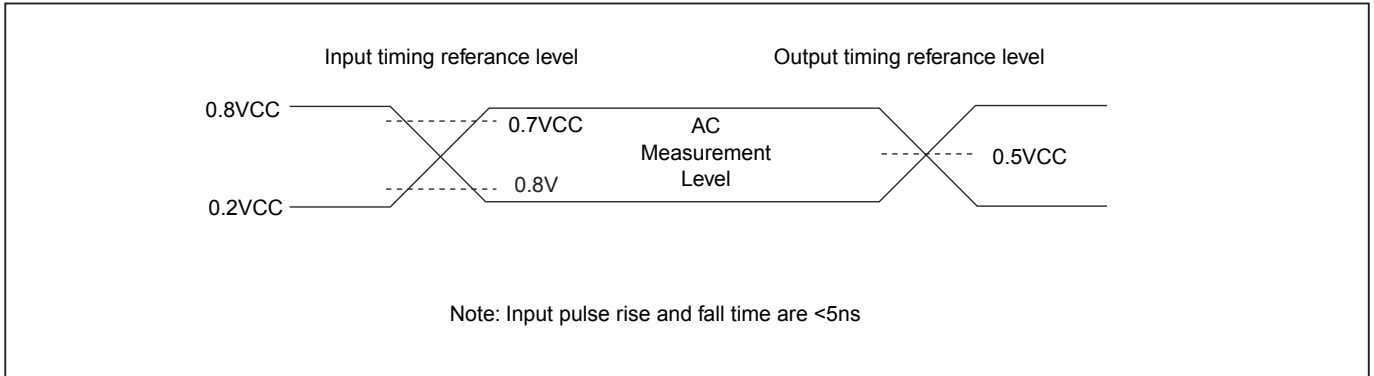 Input timing referance level
Output timing referance level
0.8VCC
0.7VCC
AC
Measurement
Level
0.5VCC
0.8V
0.2VCC
Note: Input pulse rise and fall time are <5ns